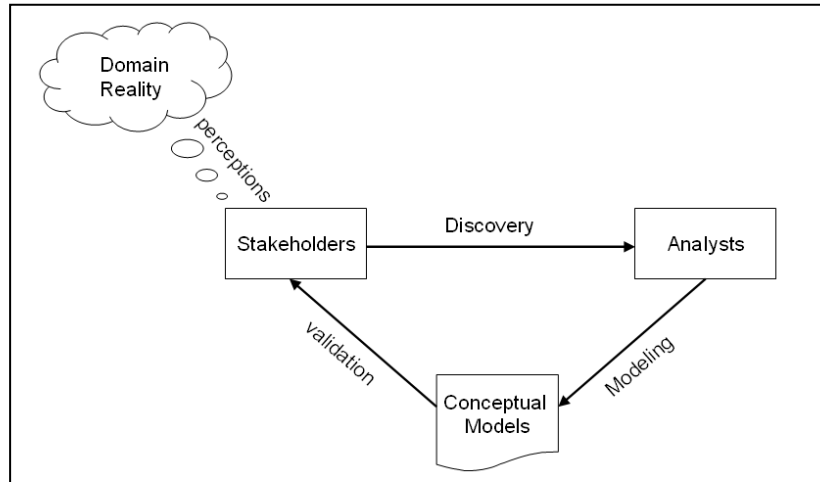 Domain
Reality
perceptions
Stakeholders
Discovery
Analysts
validation
Modeling
Conceptual
Models